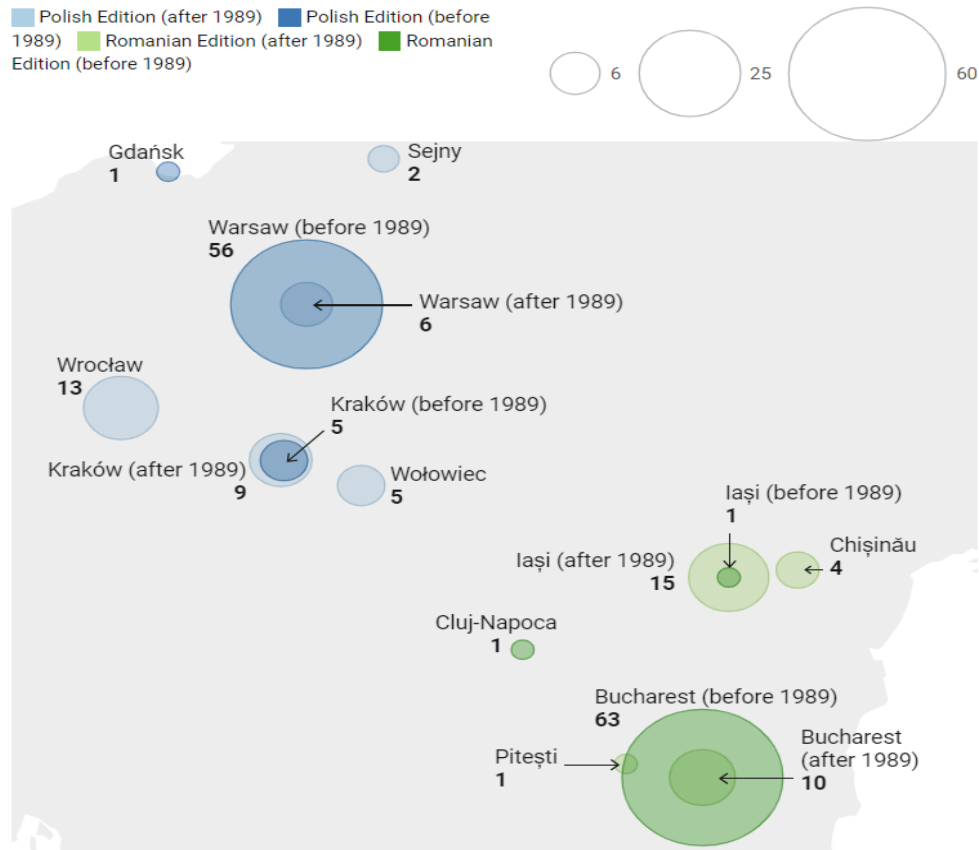 Polish Edition (after 1989) Polish Edition (before
1989) Romanian Edition (after 1989) Romanian
Edition (before 1989)
6 25 60
Gdańsk
1
Sejny
2
Warsaw (before 1989)
56
Warsaw (after 1989)
6
Wrocław
13
Kraków (before 1989)
5
Kraków (after 1989)
9
Wołowiec
5
Iași (before 1989)
1
Iași (after 1989)
15
Chișinău
4
Cluj-Napoca
1
Bucharest (before 1989)
63
Pitești
1
Bucharest
(after 1989)
10